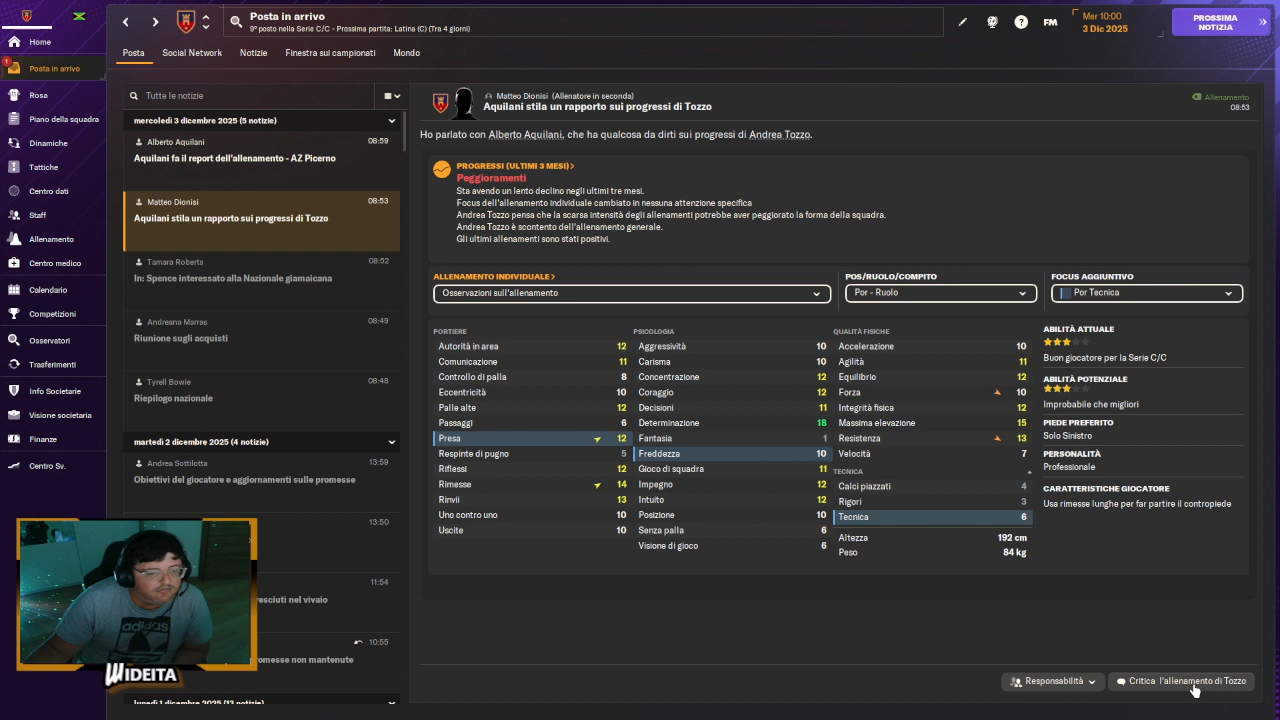 Posta in arrivo
9° posto nella Serie C/C - Prossima partita: Latina (C) (Tra 4 giorni)
FM
Mer 10:00
3 Dic 2025
PROSSIMA
NOTIZIA
Home
1
Posta in arrivo
Rosa
Piano della squadra
Dinamiche
Tattiche
Centro dati
Staff
Allenamento
Centro medico
Calendario
Competizioni
Osservatori
Trasferimenti
Info Societarie
Visione societaria
Finanze
Centro Sv.
Posta
Social Network
Notizie
Finestra sui campionati
Mondo
Tutte le notizie
mercoledì 3 dicembre 2025 (5 notizie)
Alberto Aquilani 08:59
Aquilani fa il report dell'allenamento - AZ Picerno
Matteo Dionisi 08:53
Aquilani stila un rapporto sui progressi di Tozzo
Tamara Roberts 08:52
In: Spence interessato alla Nazionale giamaicana
Andreana Marras 08:49
Riunione sugli acquisti
Tyrell Bowie 08:48
Riepilogo nazionale
martedì 2 dicembre 2025 (4 notizie)
Andrea Sottilotta 13:59
Obiettivi del giocatore e aggiornamenti sulle promesse
13:50
11:54
resciuti nel vivaio
10:55
romesse non mantenute
lunedì 1 dicembre 2025 (13 notizie)
adidas
WIDEITA
Matteo Dionisi (Allenatore in seconda)
Aquilani stila un rapporto sui progressi di Tozzo
Allenamento
08:53
Ho parlato con Alberto Aquilani, che ha qualcosa da dirti sui progressi di Andrea Tozzo.
PROGRESSI (ULTIMI 3 MESI)
Peggioramenti
Sta avendo un lento declino negli ultimi tre mesi.
Focus dell'allenamento individuale cambiato in nessuna attenzione specifica
Andrea Tozzo pensa che la scarsa intensità degli allenamenti potrebbe aver peggiorato la forma della squadra.
Andrea Tozzo è scontento dell'allenamento generale.
Gli ultimi allenamenti sono stati positivi.
ALLENAMENTO INDIVIDUALE
Osservazioni sull'allenamento
POS/RUOLO/COMPITO
Por - Ruolo
FOCUS AGGIUNTIVO
Por Tecnica
PORTIERE
Autorità in area 12
Comunicazione 11
Controllo di palla 8
Eccentricità 10
Palle alte 12
Passaggi 6
Presa 12
Respinte di pugno 5
Riflessi 12
Rimesse 14
Rinvii 13
Uno contro uno 10
Uscite 10
PSICOLOGIA
Aggressività 10
Carisma 10
Concentrazione 12
Coraggio 12
Decisioni 11
Determinazione 18
Fantasia 1
Freddezza 10
Gioco di squadra 11
Impegno 12
Intuito 12
Posizione 10
Senza palla 6
Visione di gioco 6
QUALITÀ FISICHE
Accelerazione 10
Agilità 11
Equilibrio 12
Forza 10
Integrità fisica 12
Massima elevazione 15
Resistenza 13
Velocità 7
TECNICA
Calci piazzati 4
Rigori 3
Tecnica 6
Altezza 192 cm
Peso 84 kg
ABILITÀ ATTUALE
Buon giocatore per la Serie C/C
ABILITÀ POTENZIALE
Improbabile che migliori
PIEDE PREFERITO
Solo Sinistro
PERSONALITÀ
Professionale
CARATTERISTICHE GIOCATORE
Usa rimesse lunghe per far partire il contropiede
Responsabilità
Critica l'allenamento di Tozzo